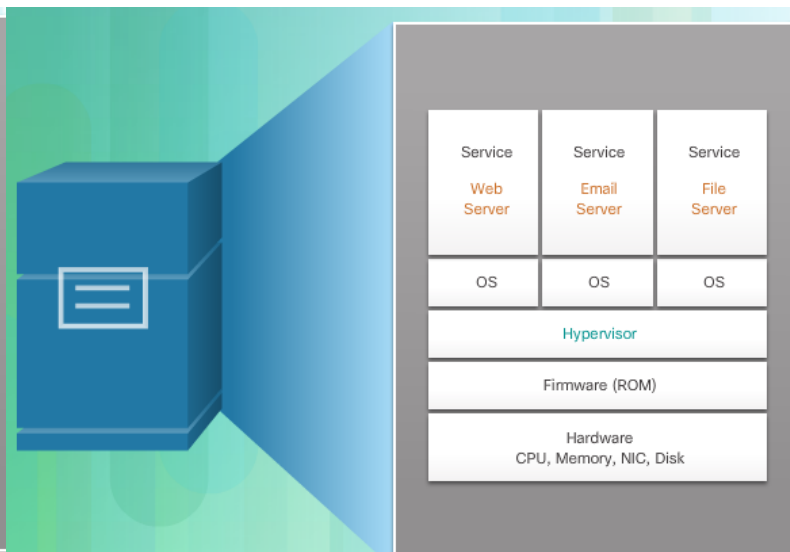 Service
Web
Server
Service
Email
Server
Service
File
Server
OS
OS
OS
Hypervisor
Firmware (ROM)
Hardware
CPU, Memory, NIC, Disk